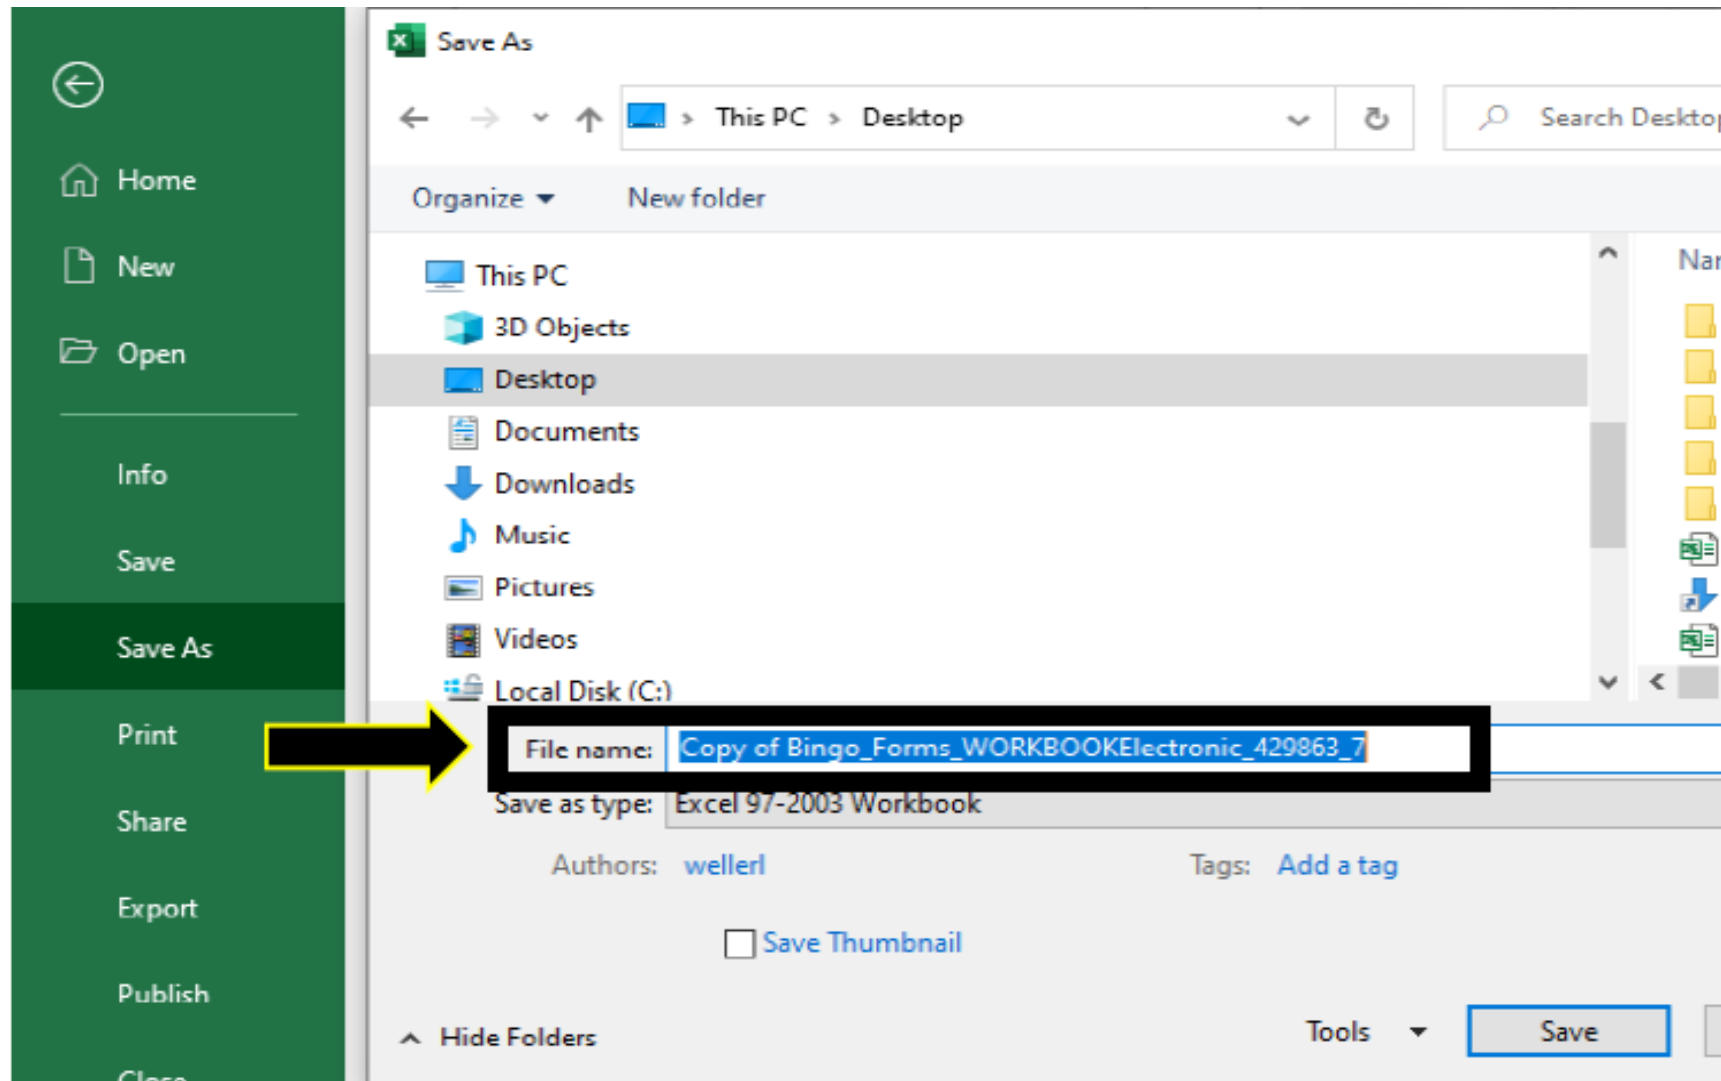 Save As
This PC > Desktop
Search Desktop
Home
Organize
New folder
New
This PC
3D Objects
Open
Desktop
Documents
Info
Downloads
Music
Save
Pictures
Videos
Save As
Local Disk (C:)
Print
File name: Copy of Bingo_Forms_WORKBOOKElectronic_429863_7
Save as type: Excel 97-2003 Workbook
Share
Authors: wellerl
Tags: Add a tag
Export
Save Thumbnail
Publish
Hide Folders
Tools
Save
Close